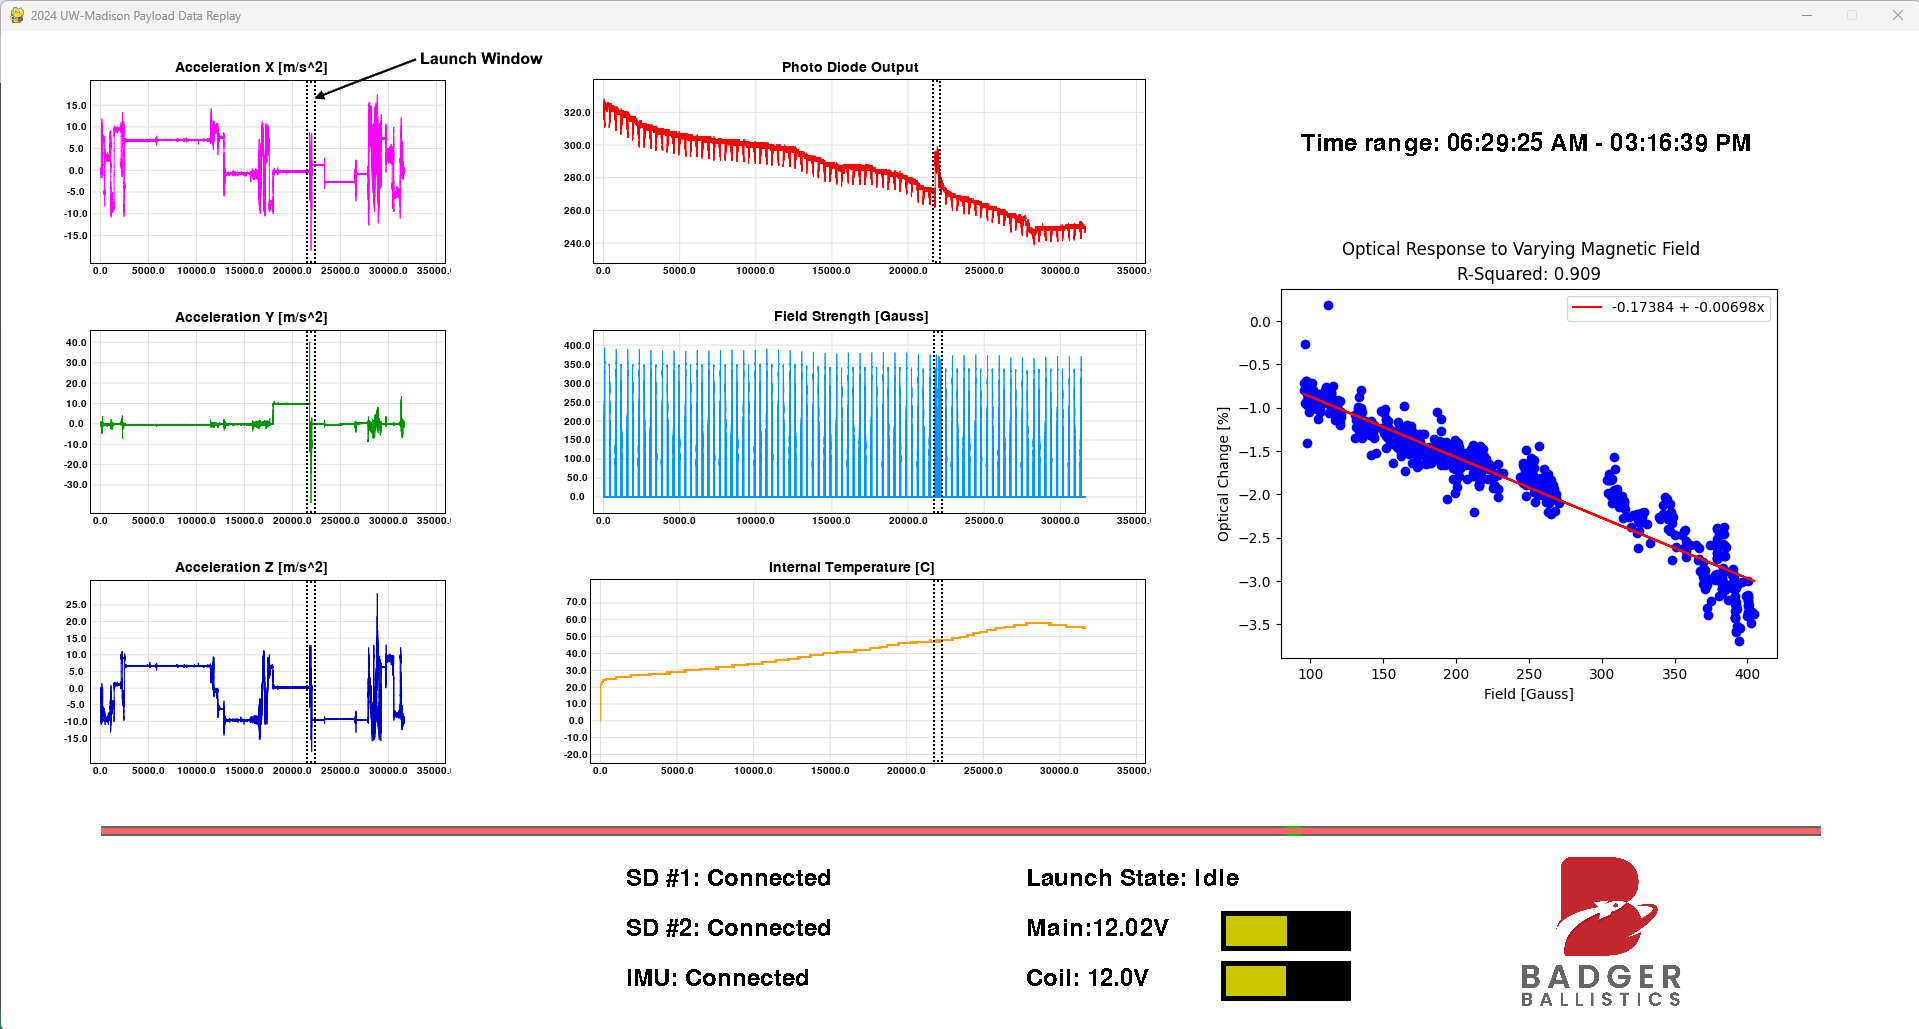 2024 UW-Madison Payload Data Replay
Launch Window
Acceleration X [m/s^2]
15.0
10.0
5.0
0.0
-5.0
-10.0
-15.0
0.0 5000.0 10000.0 15000.0 20000.0 25000.0 30000.0 35000.
Photo Diode Output
320.0
300.0
280.0
260.0
240.0
0.0 5000.0 10000.0 15000.0 20000.0 25000.0 30000.0 35000.
Time range: 06:29:25 AM - 03:16:39 PM
Acceleration Y [m/s^2]
40.0
30.0
20.0
10.0
0.0
-10.0
-20.0
-30.0
0.0 5000.0 10000.0 15000.0 20000.0 25000.0 30000.0 35000.
Field Strength [Gauss]
400.0
350.0
300.0
250.0
200.0
150.0
100.0
50.0
0.0
0.0 5000.0 10000.0 15000.0 20000.0 25000.0 30000.0 35000.
Acceleration Z [m/s^2]
25.0
20.0
15.0
10.0
5.0
0.0
-5.0
-10.0
-15.0
0.0 5000.0 10000.0 15000.0 20000.0 25000.0 30000.0 35000.
Internal Temperature [C]
70.0
60.0
50.0
40.0
30.0
20.0
10.0
0.0
-10.0
-20.0
0.0 5000.0 10000.0 15000.0 20000.0 25000.0 30000.0 35000.
Optical Response to Varying Magnetic Field
R-Squared: 0.909
-0.17384 + -0.00698x
Optical Change [%]
0.0
−0.5
−1.0
−1.5
−2.0
−2.5
−3.0
−3.5
100 150 200 250 300 350 400
Field [Gauss]
SD #1: Connected
SD #2: Connected
IMU: Connected
Launch State: Idle
Main:12.02V
Coil: 12.0V
BADGER
BALLISTICS